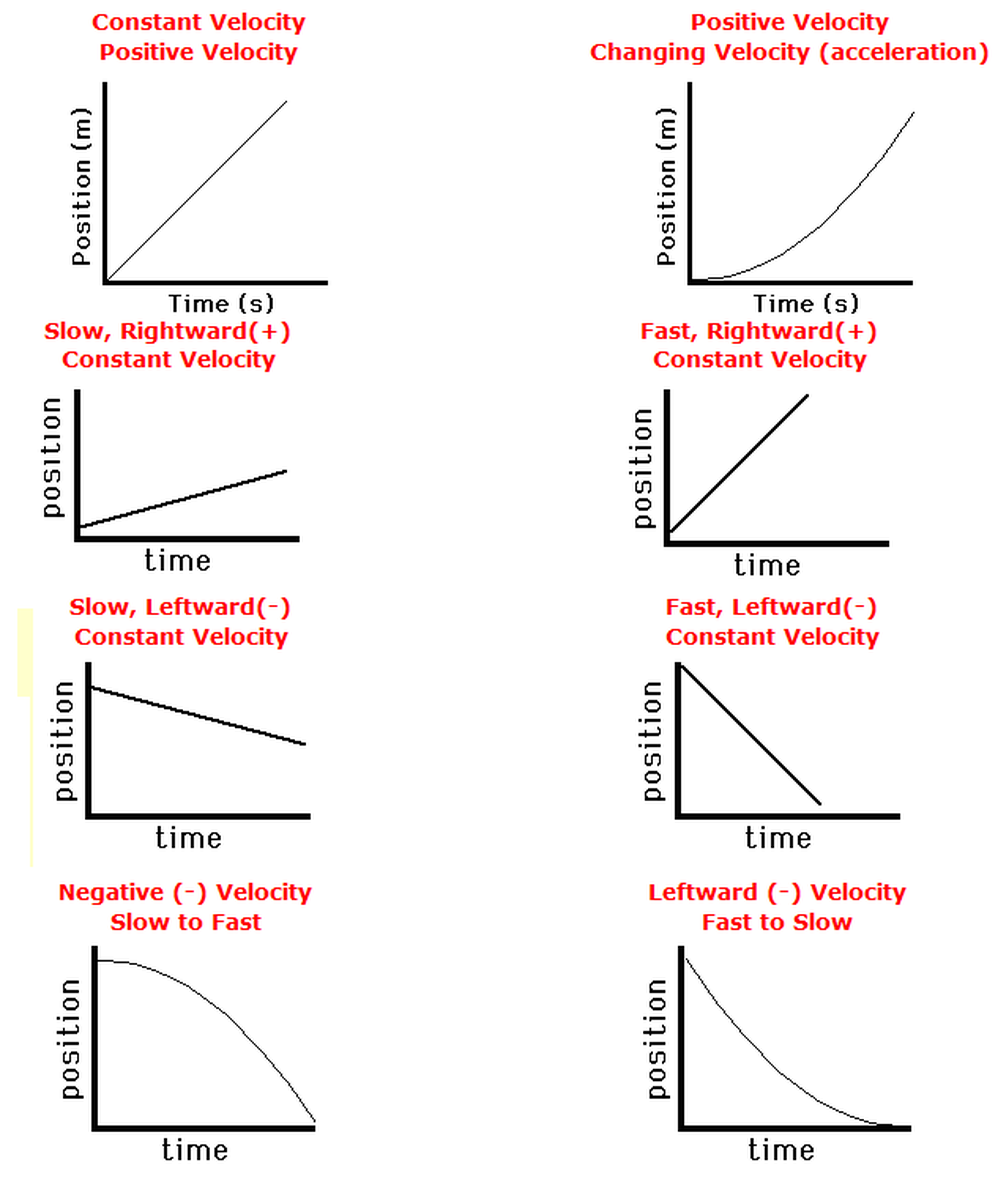 Constant Velocity
Positive Velocity
Position (m)
Time (s)
Positive Velocity
Changing Velocity (acceleration)
Position (m)
Time (s)
Slow, Rightward(+)
Constant Velocity
position
time
Fast, Rightward(+)
Constant Velocity
position
time
Slow, Leftward(-)
Constant Velocity
position
time
Fast, Leftward(-)
Constant Velocity
position
time
Negative (-) Velocity
Slow to Fast
position
time
Leftward (-) Velocity
Fast to Slow
position
time